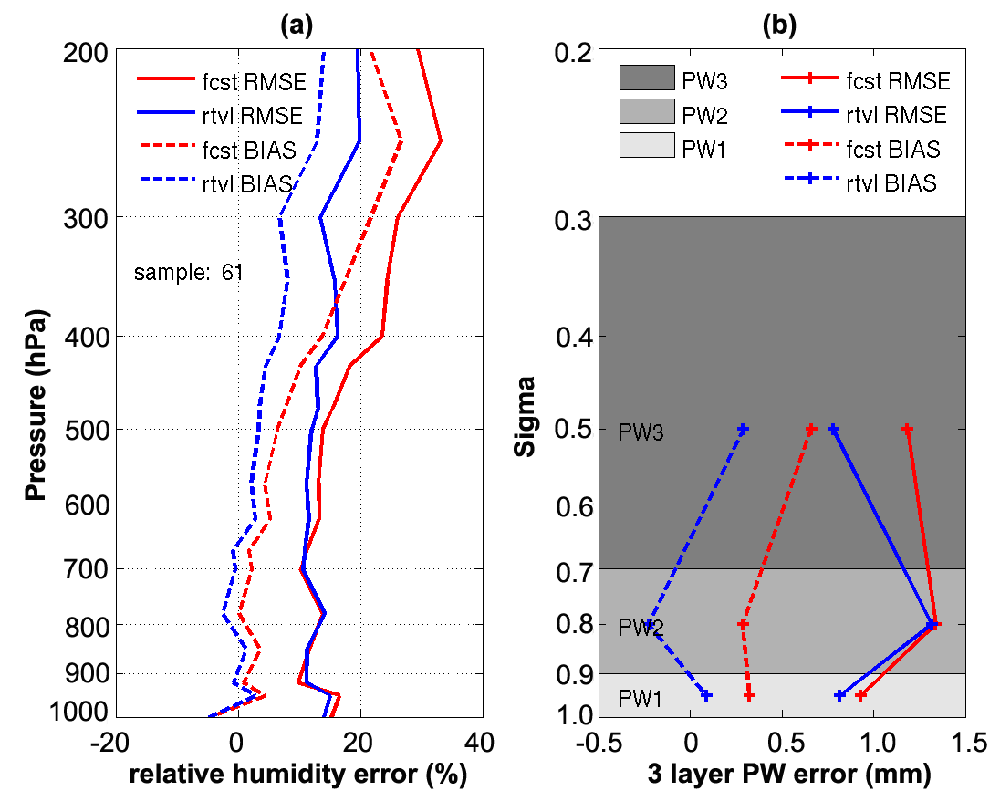 (a)
200
300
400
500
600
700
800
900
1000
Pressure (hPa)
fcst RMSE
rtvl RMSE
fcst BIAS
rtvl BIAS
sample: 61
-20
0
20
40
relative humidity error (%)
(b)
0.2
0.3
0.4
0.5
0.6
0.7
0.8
0.9
1.0
Sigma
PW3
PW2
PW1
fcst RMSE
rtvl RMSE
fcst BIAS
rtvl BIAS
PW3
PW2
PW1
-0.5
0
0.5
1.0
1.5
3 layer PW error (mm)